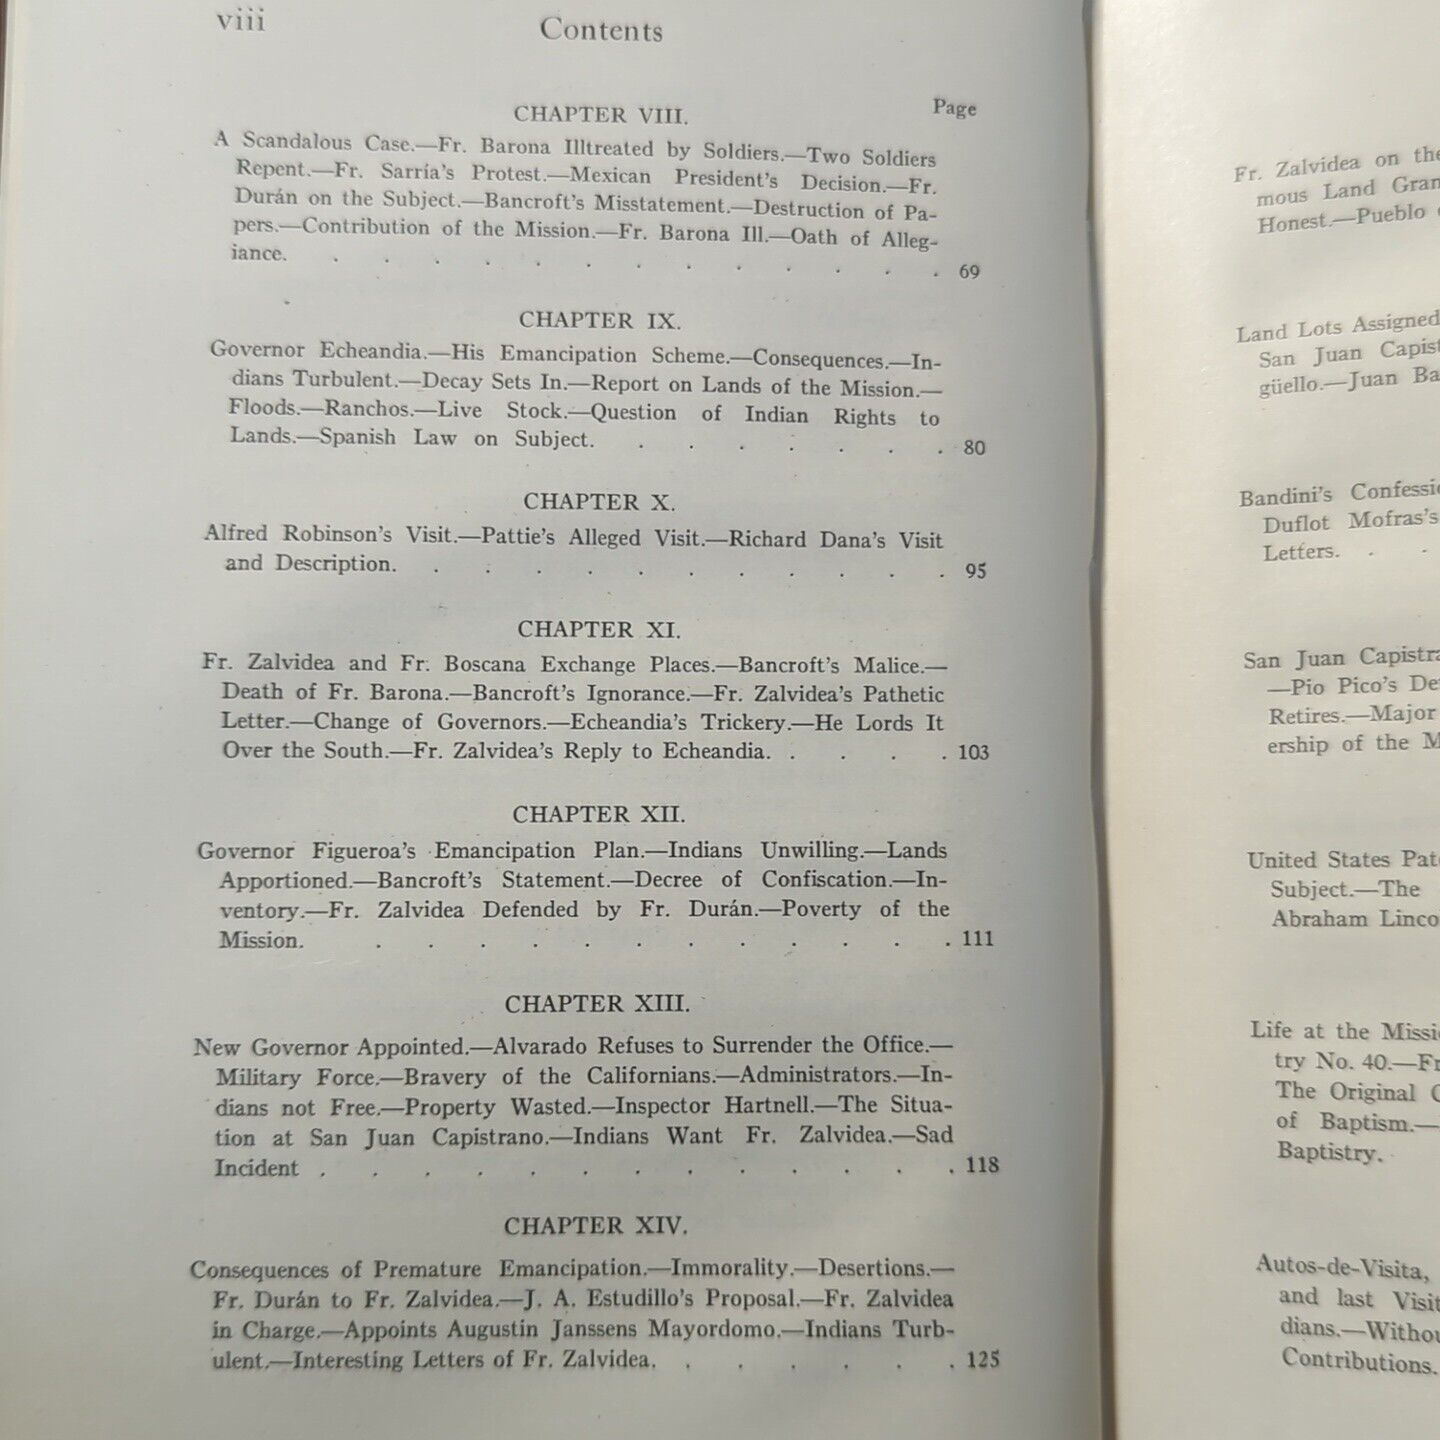 viii
Contents
CHAPTER VIII.
Page
A Scandalous Case.—Fr. Barona Illtreated by Soldiers.—Two Soldiers
Repent.—Fr. Sarría's Protest.—Mexican President's Decision.—Fr.
Durán on the Subject.—Bancroft's Misstatement.—Destruction of Pa-
pers.—Contribution of the Mission.—Fr. Barona Ill.—Oath of Alleg-
iance. . . . . . . . . . . . . . 69
CHAPTER IX.
Governor Echeandia.—His Emancipation Scheme.—Consequences.—In-
dians Turbulent.—Decay Sets In.—Report on Lands of the Mission.—
Floods.—Ranchos.—Live Stock.—Question of Indian Rights to
Lands.—Spanish Law on Subject. . . . . . . . 80
CHAPTER X.
Alfred Robinson's Visit.—Pattie's Alleged Visit.—Richard Dana's Visit
and Description. . . . . . . . . . . . 95
CHAPTER XI.
Fr. Zalvidea and Fr. Boscana Exchange Places.—Bancroft's Malice.—
Death of Fr. Barona.—Bancroft's Ignorance.—Fr. Zalvidea's Pathetic
Letter.—Change of Governors.—Echeandia's Trickery.—He Lords It
Over the South.—Fr. Zalvidea's Reply to Echeandia. . . . . 103
CHAPTER XII.
Governor Figueroa's Emancipation Plan.—Indians Unwilling.—Lands
Apportioned.—Bancroft's Statement.—Decree of Confiscation.—In-
ventory.—Fr. Zalvidea Defended by Fr. Durán.—Poverty of the
Mission. . . . . . . . . . . . . 111
CHAPTER XIII.
New Governor Appointed.—Alvarado Refuses to Surrender the Office.—
Military Force.—Bravery of the Californians.—Administrators.—In-
dians not Free.—Property Wasted.—Inspector Hartnell.—The Situa-
tion at San Juan Capistrano.—Indians Want Fr. Zalvidea.—Sad
Incident . . . . . . . . . . . . . 118
CHAPTER XIV.
Consequences of Premature Emancipation.—Immorality.—Desertions.—
Fr. Durán to Fr. Zalvidea.—J. A. Estudillo's Proposal.—Fr. Zalvidea
in Charge.—Appoints Augustin Janssens Mayordomo.—Indians Turb-
ulent.—Interesting Letters of Fr. Zalvidea. . . . . . . 125
Fr. Zalvidea on the
mous Land Gran
Honest.—Pueblo
Land Lots Assigned
San Juan Capist
güello.—Juan Ba
Bandini's Confessi
Duflot Mofras's
Letters. . .
San Juan Capistra
—Pio Pico's De
Retires.—Major
ership of the M
United States Pat
Subject.—The
Abraham Linco
Life at the Missi
try No. 40.—Fr
The Original
of Baptism.—
Baptistry.
Autos-de-Visita,
and last Visit
dians.—Withou
Contributions.